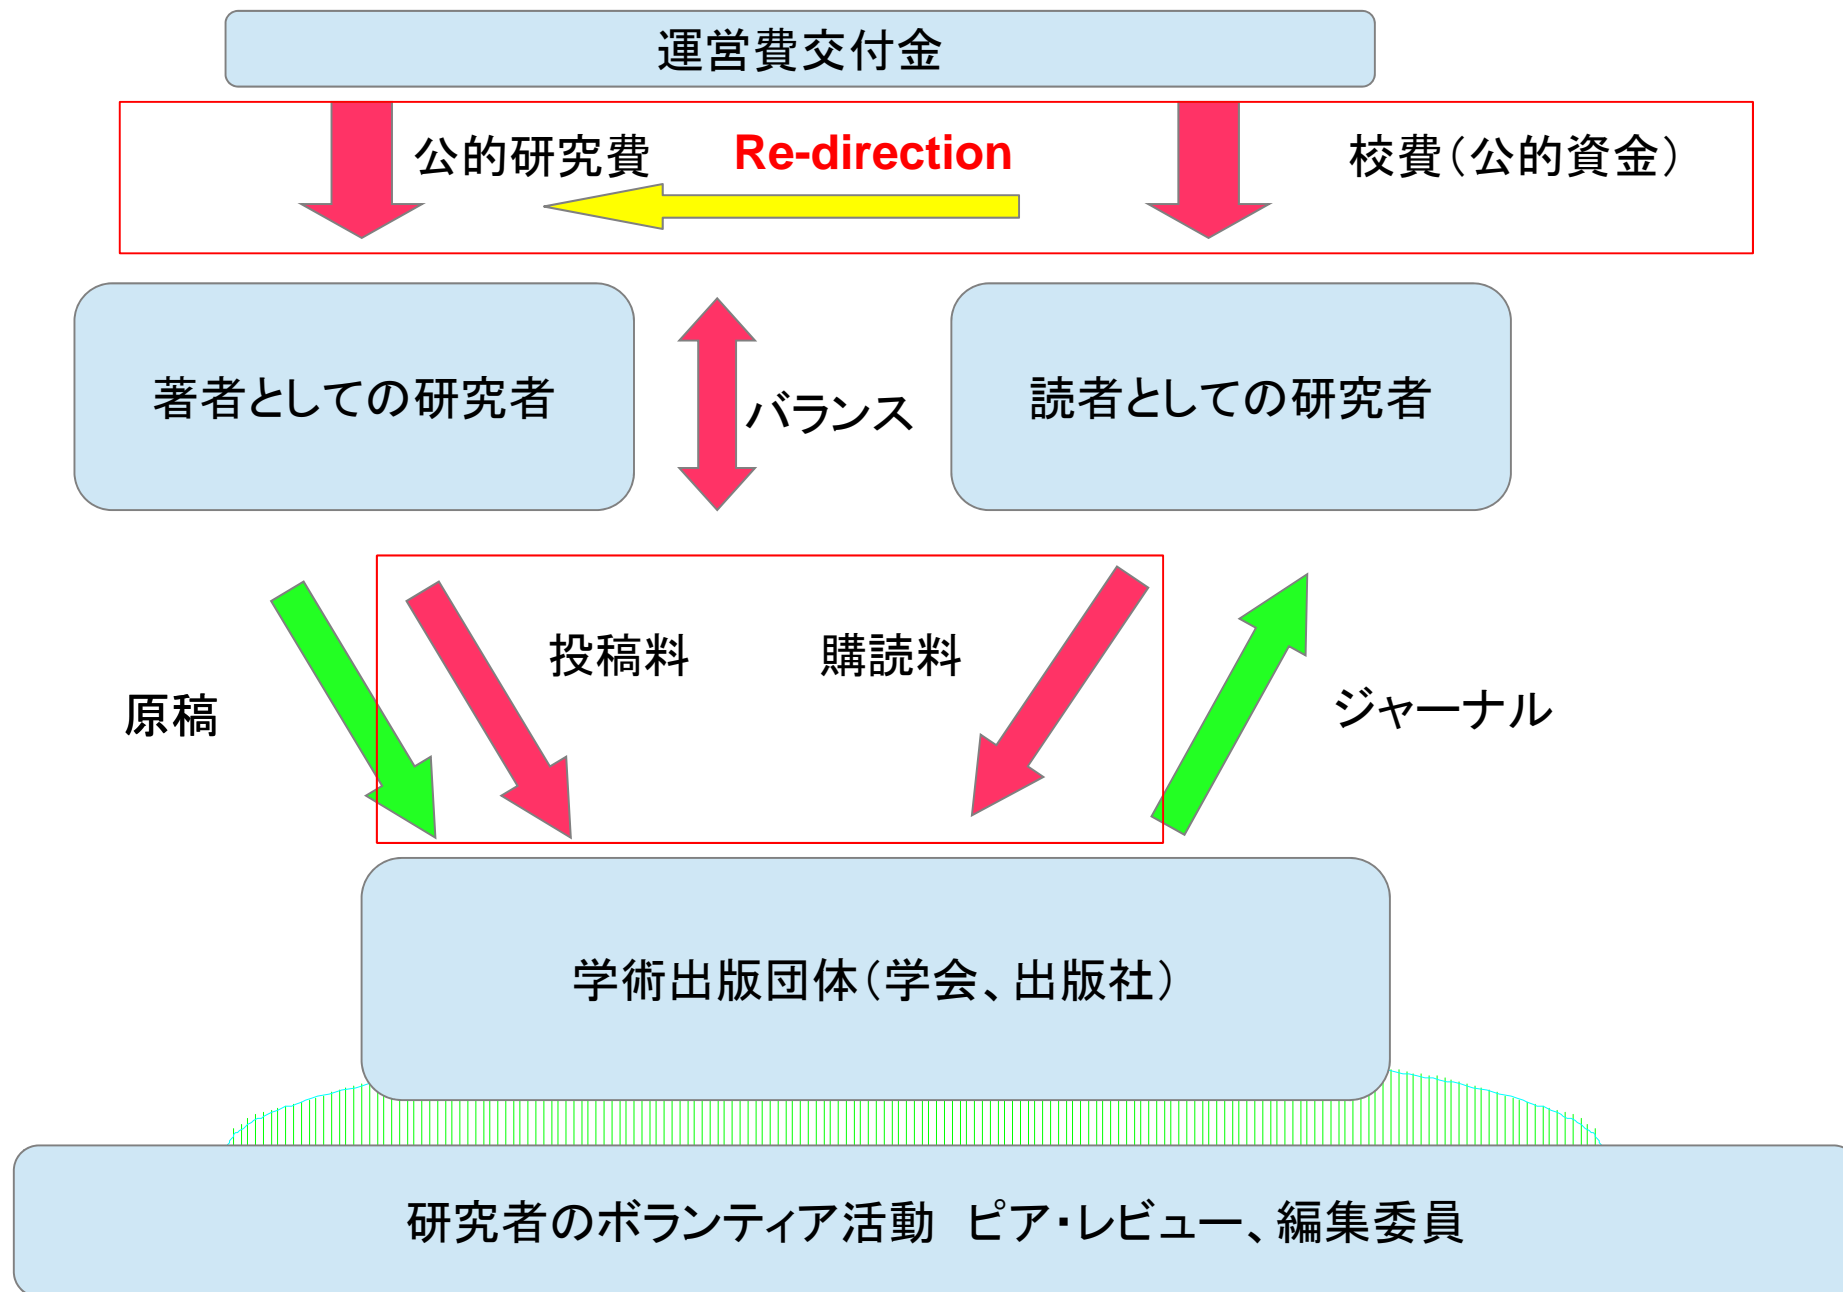 運営費交付金
公的研究費
Re-direction
校費（公的資金）
著者としての研究者
バランス
読者としての研究者
原稿
投稿料
購読料
ジャーナル
学術出版団体（学会、出版社）
研究者のボランティア活動　ピア・レビュー、編集委員